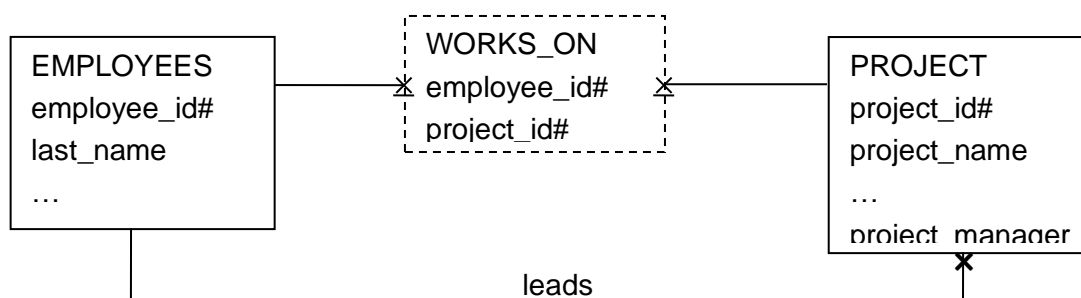 EMPLOYEES
employee_id#
last_name
…
WORKS_ON
employee_id#
project_id#
PROJECT
project_id#
project_name
…
project_manager
leads